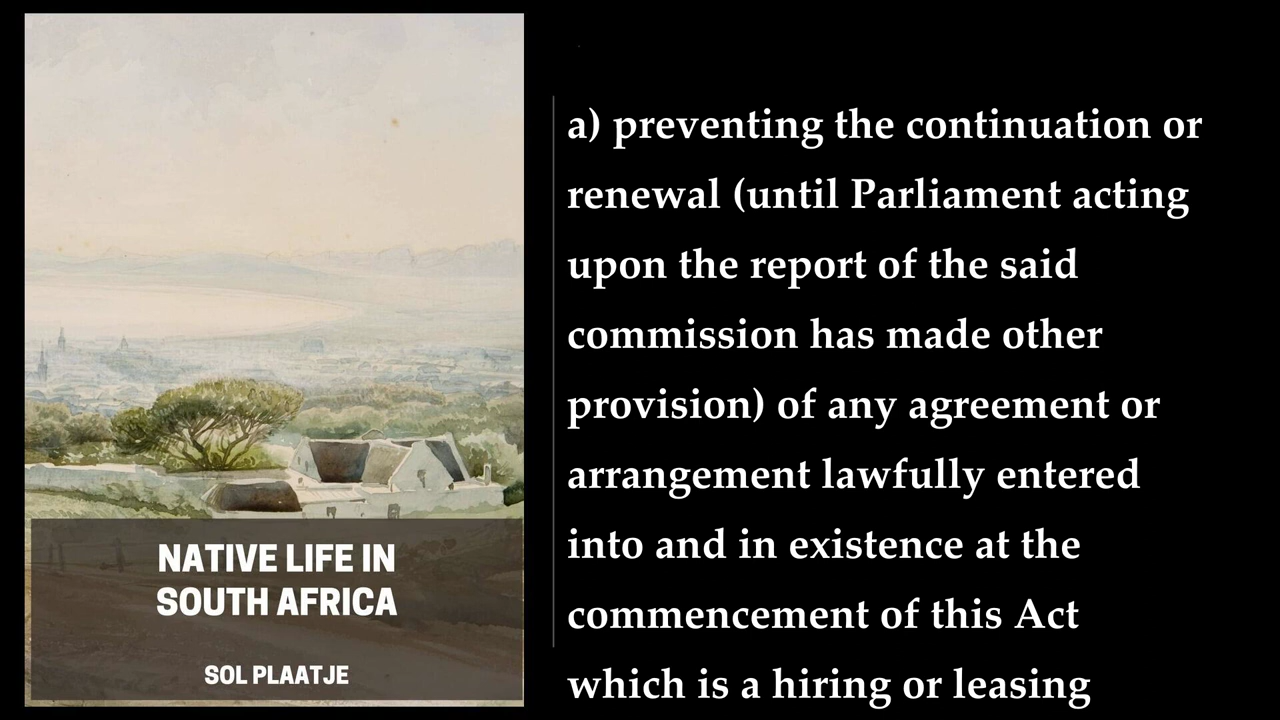 NATIVE LIFE IN
SOUTH AFRICA
SOL PLAATJE
a) preventing the continuation or
renewal (until Parliament acting
upon the report of the said
commission has made other
provision) of any agreement or
arrangement lawfully entered
into and in existence at the
commencement of this Act
which is a hiring or leasing